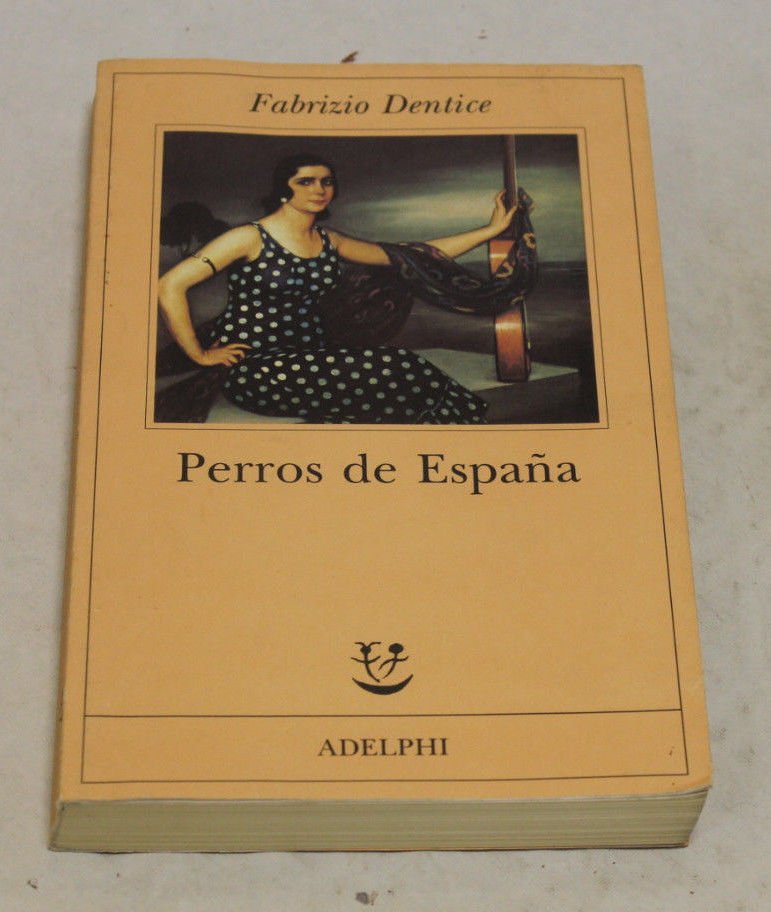 Fabrizio Dentice
Perros de España
ADELPHI